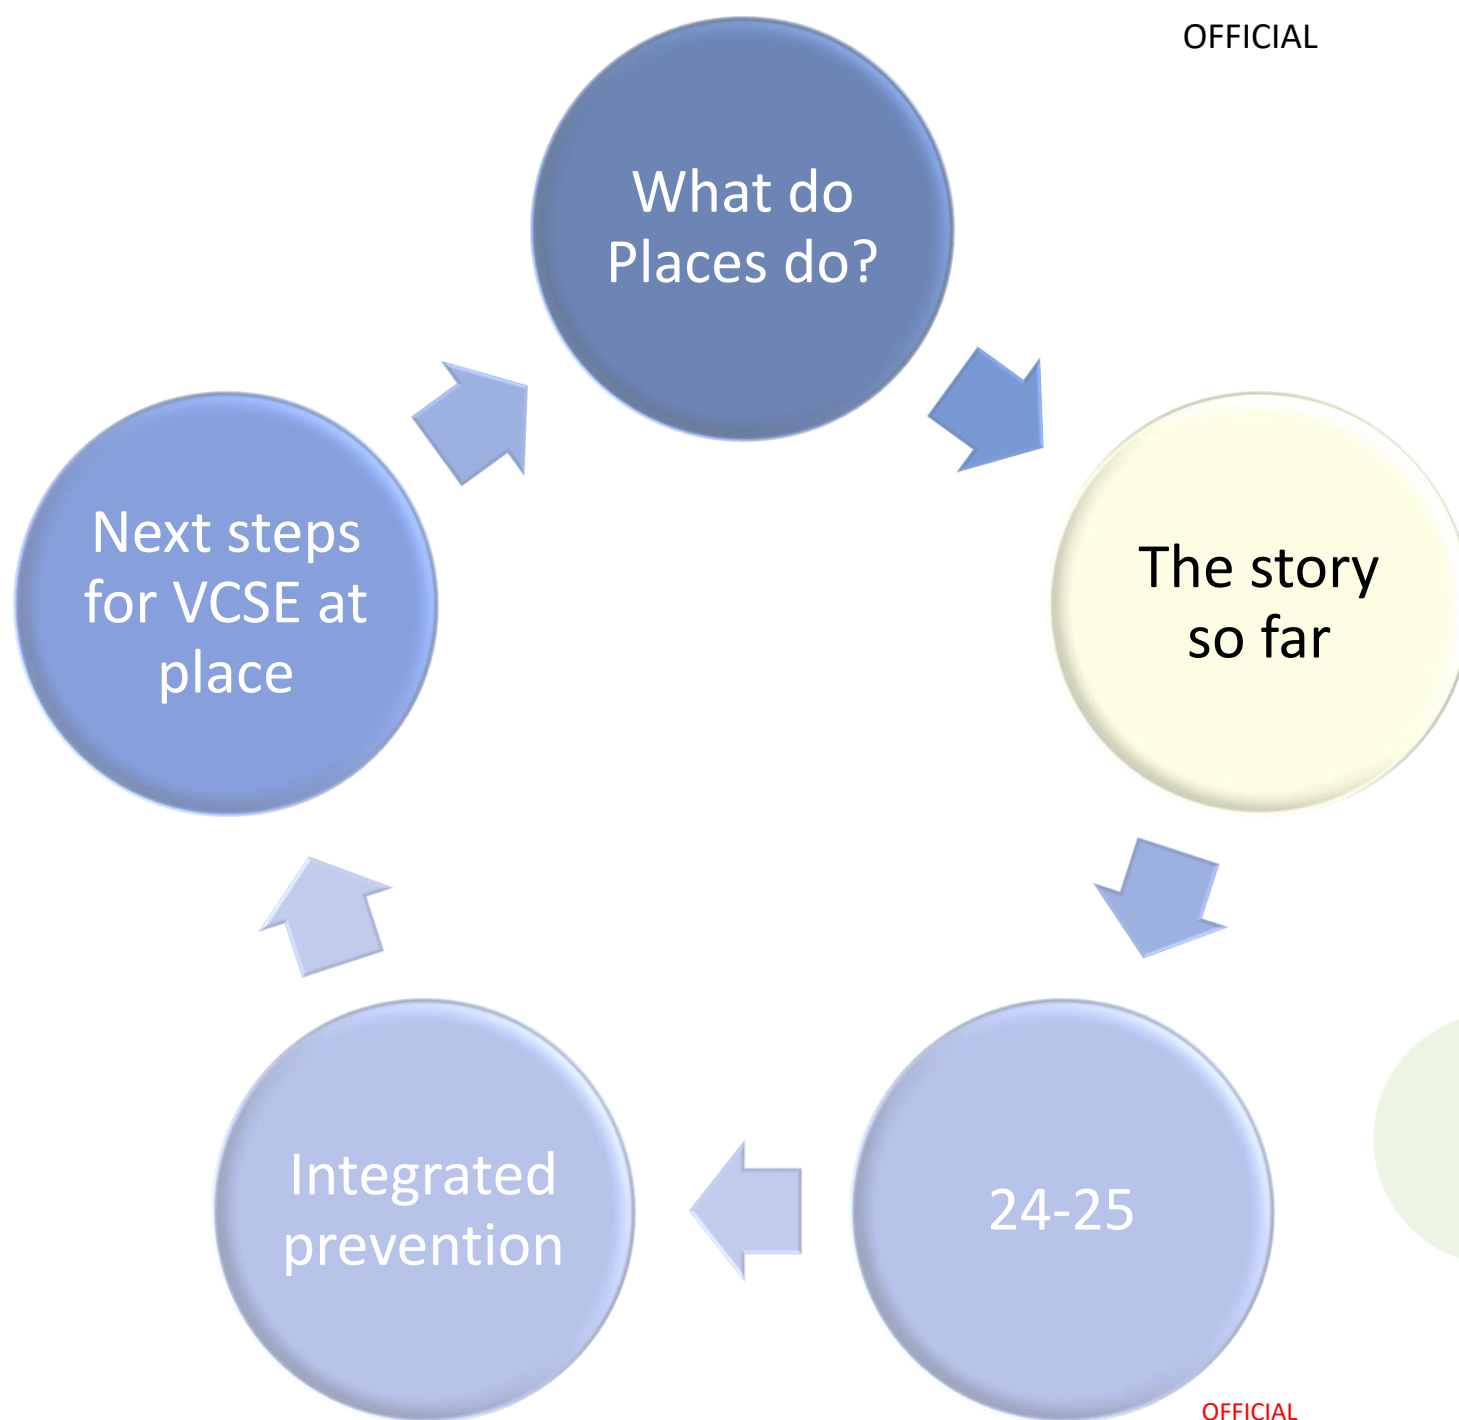 OFFICIAL
What do
Places do?
The story
so far
24-25
Integrated
prevention
Next steps
for VCSE at
place
OFFICIAL